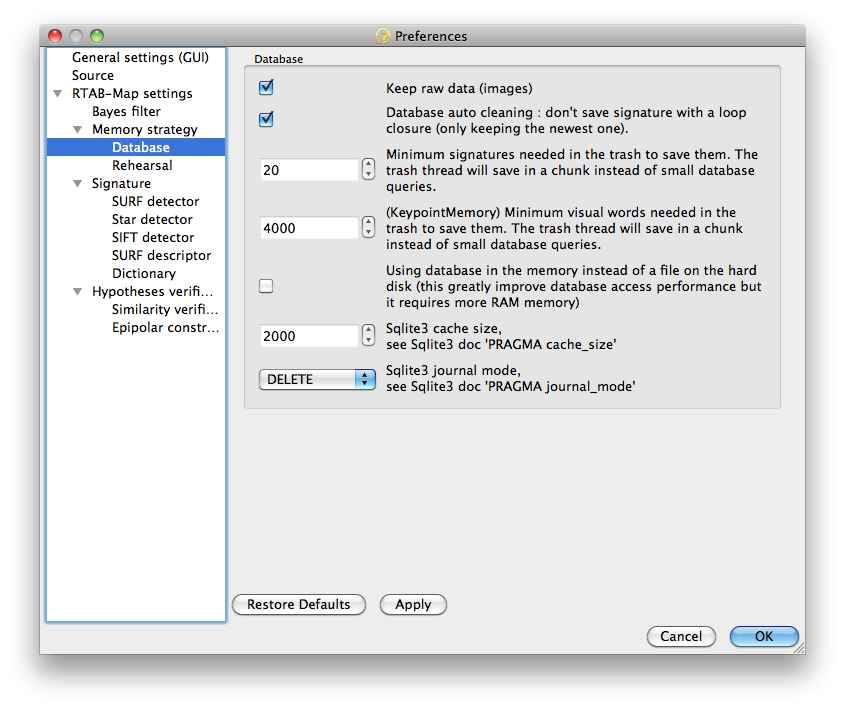 Preferences
General settings (GUI)
Source
RTAB-Map settings
Bayes filter
Memory strategy
Database
Rehearsal
Signature
SURF detector
Star detector
SIFT detector
SURF descriptor
Dictionary
Hypotheses verifi...
Similarity verifi...
Epipolar constr...
Database
Keep raw data (images)
Database auto cleaning : don't save signature with a loop
closure (only keeping the newest one).
20
Minimum signatures needed in the trash to save them. The
trash thread will save in a chunk instead of small database
queries.
4000
(KeypointMemory) Minimum visual words needed in the
trash to save them. The trash thread will save in a chunk
instead of small database queries.
Using database in the memory instead of a file on the hard
disk (this greatly improve database access performance but
it requires more RAM memory)
2000
Sqlite3 cache size,
see Sqlite3 doc 'PRAGMA cache_size'
DELETE
Sqlite3 journal mode,
see Sqlite3 doc 'PRAGMA journal_mode'
Restore Defaults
Apply
Cancel
OK